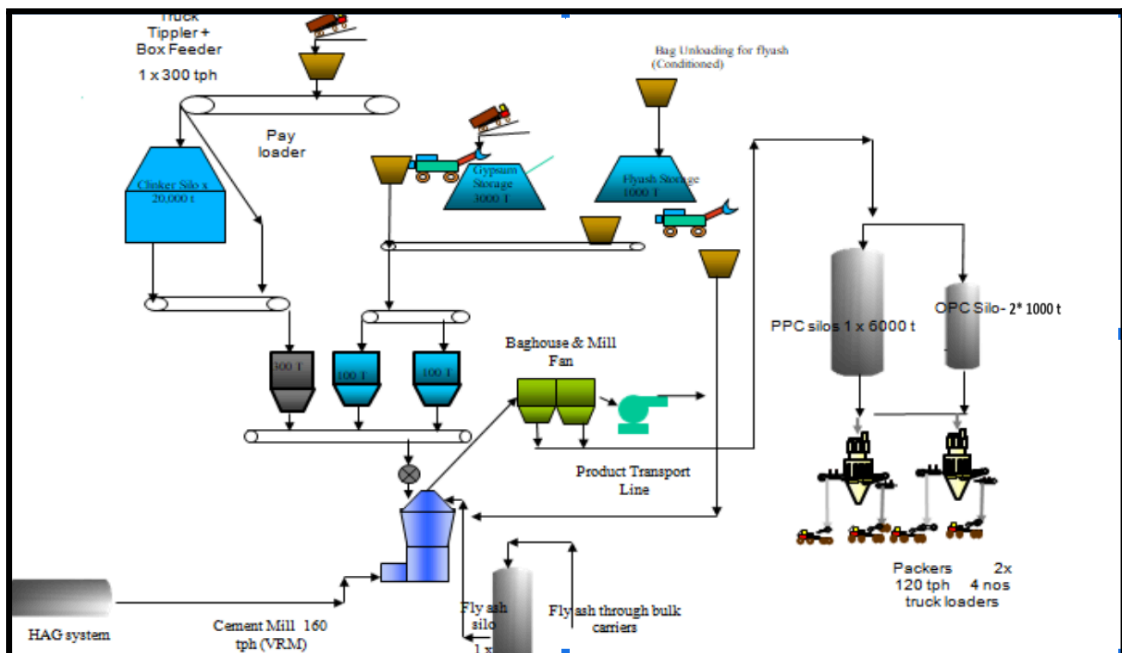 Truck
Tippler +
Box Feeder
1 x 300 tph
Bag Unloading for flyash
(Conditioned)
Pay
loader
Clinker Silo x
20,000 t
Gypsum
Storage
3000 T
Flyash Storage
1000 T
PPC silos 1 x 6000 t
OPC Silo- 2* 1000 t
Baghouse & Mill
Fan
300 T
100 T
100 T
Product Transport
Line
Packers 2x
120 tph 4 nos
truck loaders
HAG system
Cement Mill 160
tph (VRM)
Fly ash
silo
1 x
Fly ash through bulk
carriers